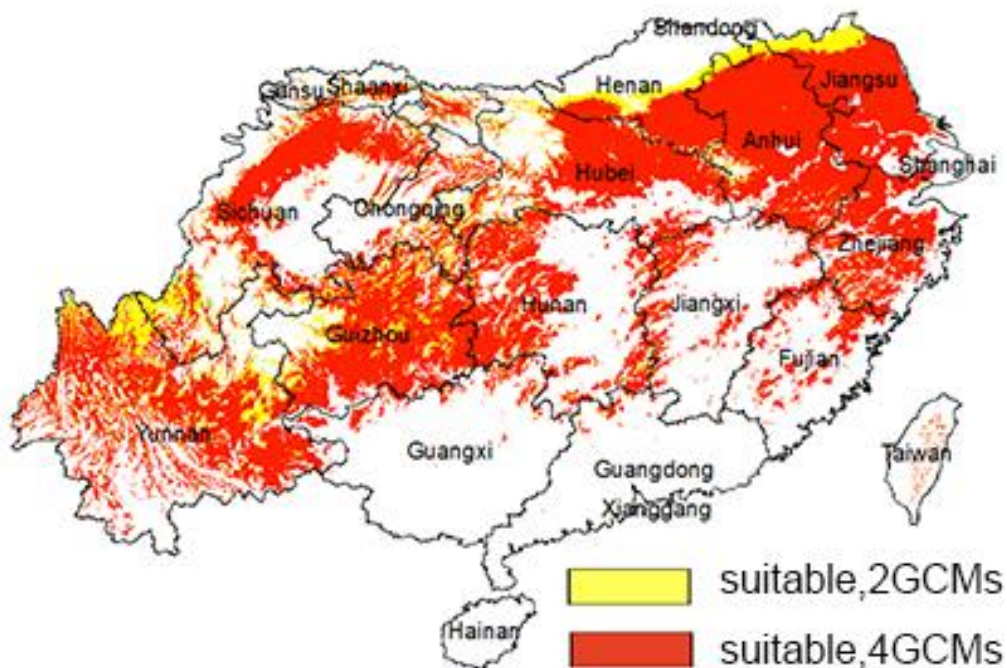 Shandong
Gansu
Shaanxi
Henan
Jiangsu
Anhui
Shanghai
Hubei
Sichuan
Chongqing
Zhejiang
Hunan
Jiangxi
Guizhou
Fujian
Yunnan
Guangxi
Guangdong
Taiwan
Xianggang
Hainan
suitable,2GCMs
suitable,4GCMs